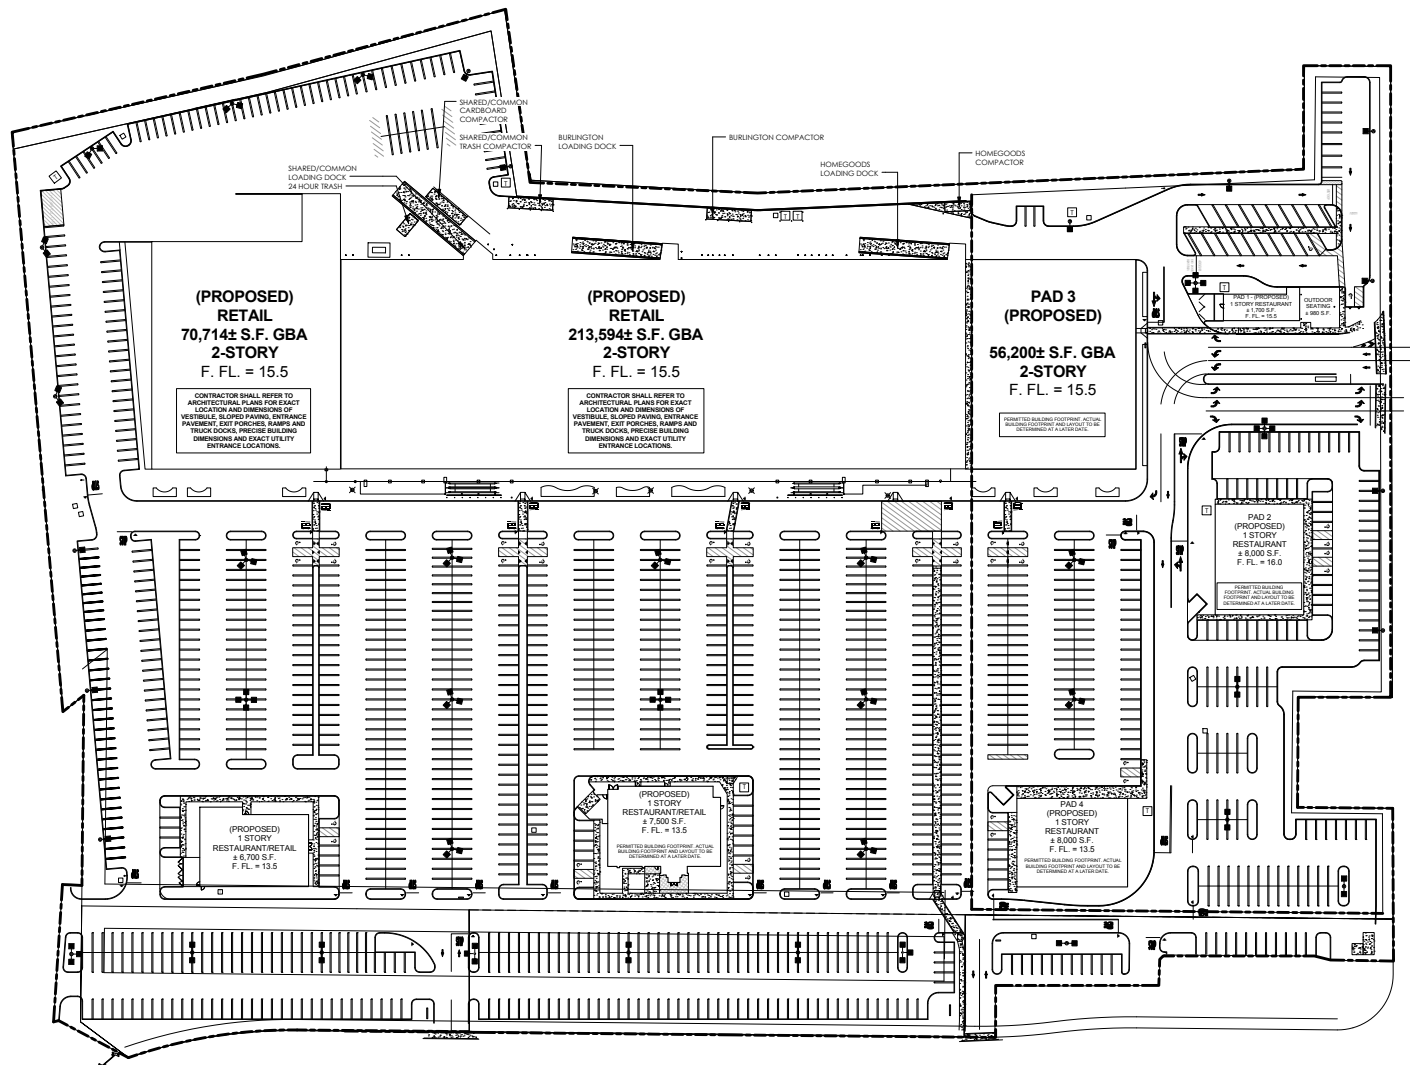 SHARED/COMMON
CARDBOARD
COMPACTOR
SHARED/COMMON
TRASH COMPACTOR
BURLINGTON
LOADING DOCK
BURLINGTON COMPACTOR
HOMEGOODS
COMPACTOR
HOMEGOODS
LOADING DOCK
SHARED/COMMON
LOADING DOCK
24 HOUR TRASH
(PROPOSED)
RETAIL
70,714± S.F. GBA
2-STORY
F. FL. = 15.5
CONTRACTOR SHALL REFER TO
ARCHITECTURAL PLANS FOR EXACT
LOCATION AND DIMENSIONS OF
VESTIBULE, SLOPED PAVING, ENTRANCE
PAVEMENT, EXIT PORCHES, RAMPS AND
TRUCK DOCKS, PRECISE BUILDING
DIMENSIONS AND EXACT UTILITY
ENTRANCE LOCATIONS.
(PROPOSED)
RETAIL
213,594± S.F. GBA
2-STORY
F. FL. = 15.5
CONTRACTOR SHALL REFER TO
ARCHITECTURAL PLANS FOR EXACT
LOCATION AND DIMENSIONS OF
VESTIBULE, SLOPED PAVING, ENTRANCE
PAVEMENT, EXIT PORCHES, RAMPS AND
TRUCK DOCKS, PRECISE BUILDING
DIMENSIONS AND EXACT UTILITY
ENTRANCE LOCATIONS.
PAD 3
(PROPOSED)
56,200± S.F. GBA
2-STORY
F. FL. = 15.5
PERMITTED BUILDING FOOTPRINT. ACTUAL
BUILDING FOOTPRINT AND LAYOUT TO BE
DETERMINED AT A LATER DATE.
PAD 1 - (PROPOSED)
1 STORY RESTAURANT
± 1,700 S.F.
F. FL. = 15.5
OUTDOOR
SEATING
± 980 S.F.
PAD 2
(PROPOSED)
1 STORY
RESTAURANT
± 8,000 S.F.
F. FL. = 16.0
PERMITTED BUILDING
FOOTPRINT. ACTUAL BUILDING
FOOTPRINT AND LAYOUT TO BE
DETERMINED AT A LATER DATE.
(PROPOSED)
1 STORY
RESTAURANT/RETAIL
± 6,700 S.F.
F. FL. = 13.5
(PROPOSED)
1 STORY
RESTAURANT/RETAIL
± 7,500 S.F.
F. FL. = 13.5
PERMITTED BUILDING FOOTPRINT. ACTUAL
BUILDING FOOTPRINT AND LAYOUT TO BE
DETERMINED AT A LATER DATE.
PAD 4
(PROPOSED)
1 STORY
RESTAURANT
± 8,000 S.F.
F. FL. = 13.5
PERMITTED BUILDING FOOTPRINT. ACTUAL
BUILDING FOOTPRINT AND LAYOUT TO BE
DETERMINED AT A LATER DATE.